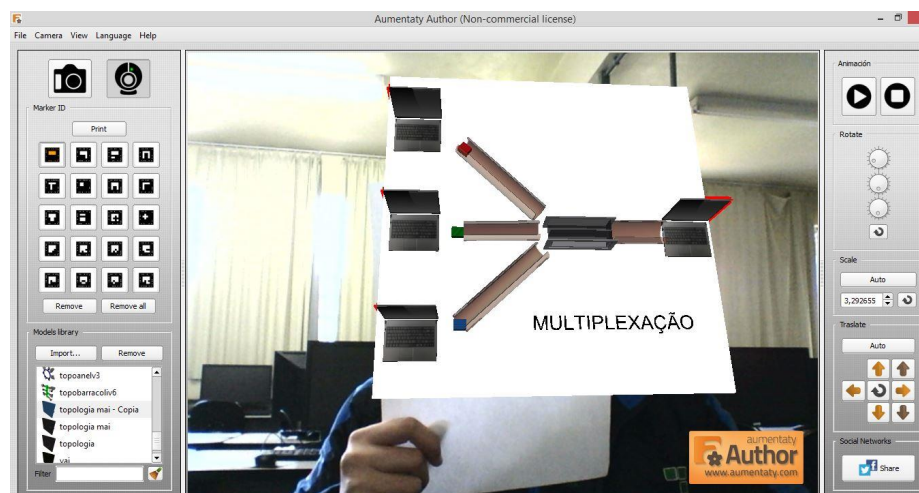 Aumentaty Author (Non-commercial license)
File Camera View Language Help
Marker ID
Print
Remove Remove all
Models library
Import... Remove
topoanelv3
topobarracoliv6
topologia mai - Copia
topologia mai
topologia
vai
Filter
MULTIPLEXAÇÃO
aumentaty
Author
www.aumentaty.com
Animación
Rotate
Scale
Auto
3,292655
Traslate
Auto
Social Networks
Share